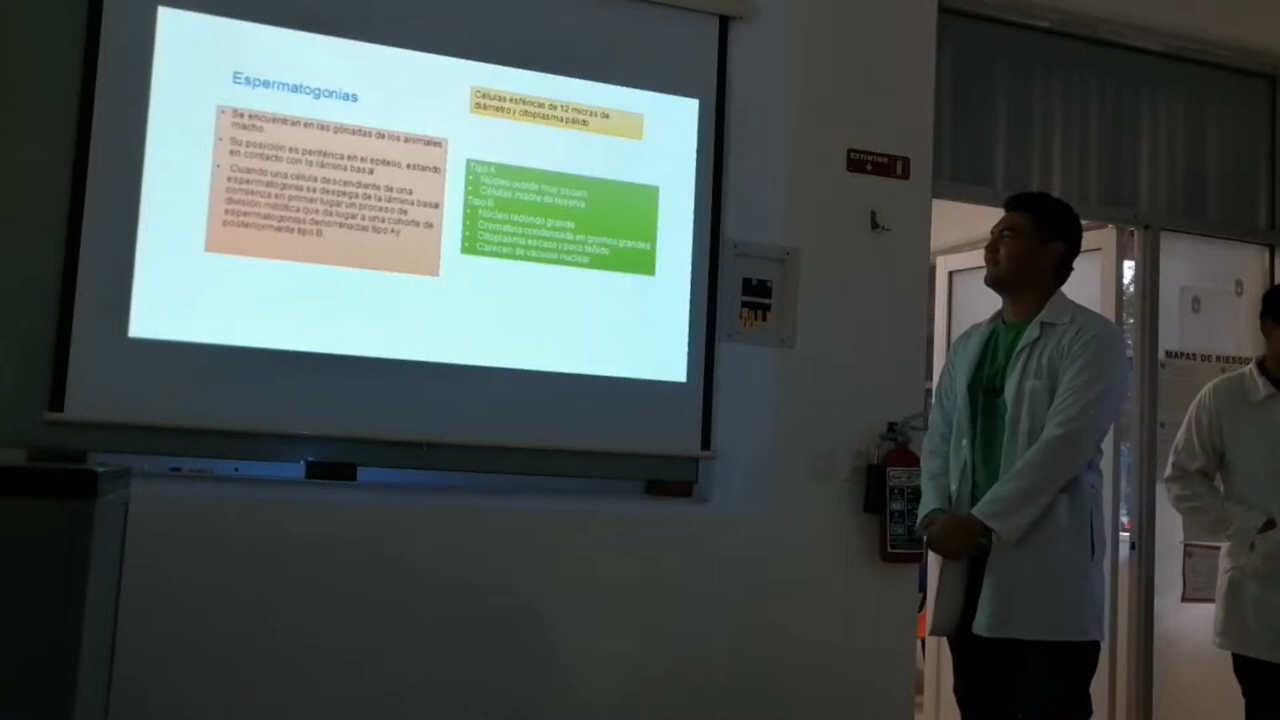 Espermatogonias
Se encuentran en las gónadas de los animales
macho.
Su posición es periférica en el epitelio, estando
en contacto con la lámina basal
Cuando una célula descendiente de una
espermatogonia se despega de la lámina basal
comienza en primer lugar un proceso de
división mitótica que da lugar a una cohorte de
espermatogonias denominadas tipo A y
posteriormente tipo B.
Células esféricas de 12 micras de
diámetro y citoplasma pálido
Tipo A
Núcleo ovoide muy oscuro
Células madre de reserva
Tipo B
Núcleo redondo grande
Cromatina condensada en grumos grandes
Citoplasma escaso y poco teñido
Carecen de vacuolo nuclear
EXTINTOR
MAPAS DE RIESGO